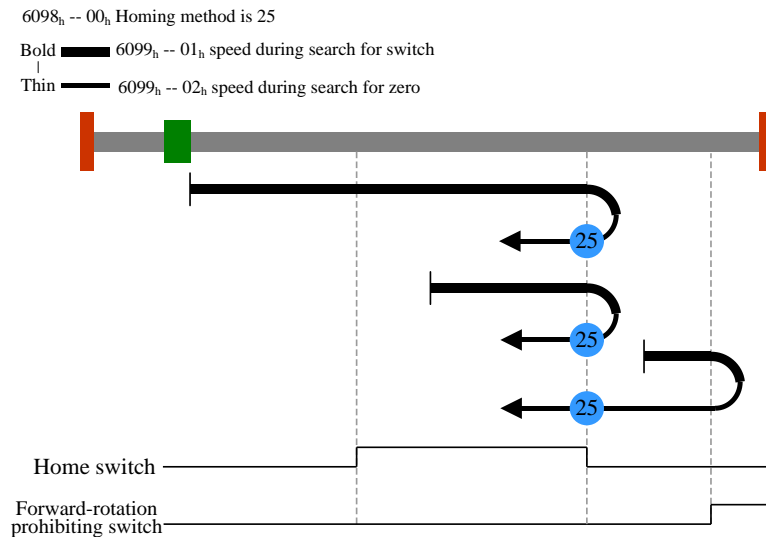 6098h -- 00h Homing method is 25
Bold
6099h -- 01h speed during search for switch
Thin
6099h -- 02h speed during search for zero
25
25
25
Home switch
Forward-rotation
prohibiting switch